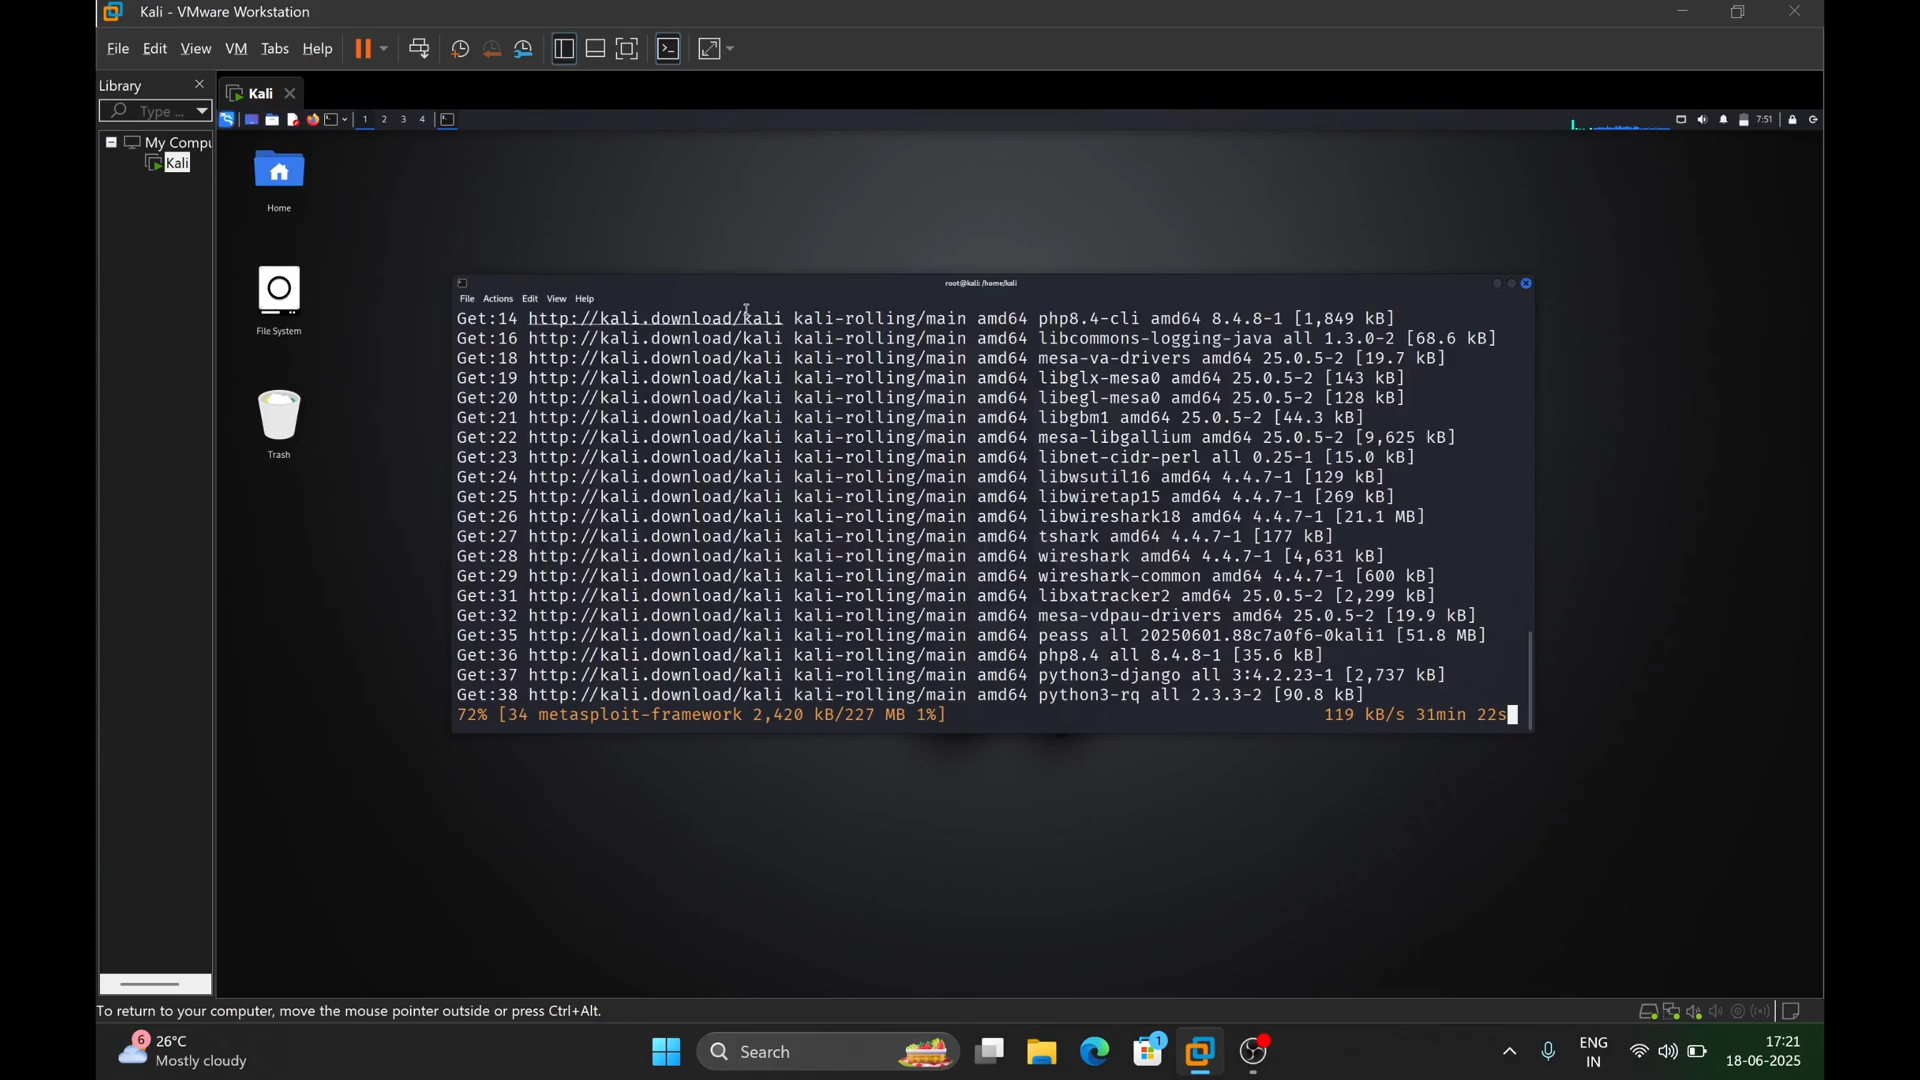 Kali - VMware Workstation
File Edit View VM Tabs Help
Library
Kali
Type ...
1 2 3 4
7:51
My Compu
Kali
Home
File System
Trash
root@kali: /home/kali
File Actions Edit View Help
Get:14 http://kali.download/kali kali-rolling/main amd64 php8.4-cli amd64 8.4.8-1 [1,849 kB]
Get:16 http://kali.download/kali kali-rolling/main amd64 libcommons-logging-java all 1.3.0-2 [68.6 kB]
Get:18 http://kali.download/kali kali-rolling/main amd64 mesa-va-drivers amd64 25.0.5-2 [19.7 kB]
Get:19 http://kali.download/kali kali-rolling/main amd64 libglx-mesa0 amd64 25.0.5-2 [143 kB]
Get:20 http://kali.download/kali kali-rolling/main amd64 libegl-mesa0 amd64 25.0.5-2 [128 kB]
Get:21 http://kali.download/kali kali-rolling/main amd64 libgbm1 amd64 25.0.5-2 [44.3 kB]
Get:22 http://kali.download/kali kali-rolling/main amd64 mesa-libgallium amd64 25.0.5-2 [9,625 kB]
Get:23 http://kali.download/kali kali-rolling/main amd64 libnet-cidr-perl all 0.25-1 [15.0 kB]
Get:24 http://kali.download/kali kali-rolling/main amd64 libwsutil16 amd64 4.4.7-1 [129 kB]
Get:25 http://kali.download/kali kali-rolling/main amd64 libwiretap15 amd64 4.4.7-1 [269 kB]
Get:26 http://kali.download/kali kali-rolling/main amd64 libwireshark18 amd64 4.4.7-1 [21.1 MB]
Get:27 http://kali.download/kali kali-rolling/main amd64 tshark amd64 4.4.7-1 [177 kB]
Get:28 http://kali.download/kali kali-rolling/main amd64 wireshark amd64 4.4.7-1 [4,631 kB]
Get:29 http://kali.download/kali kali-rolling/main amd64 wireshark-common amd64 4.4.7-1 [600 kB]
Get:31 http://kali.download/kali kali-rolling/main amd64 libxatracker2 amd64 25.0.5-2 [2,299 kB]
Get:32 http://kali.download/kali kali-rolling/main amd64 mesa-vdpau-drivers amd64 25.0.5-2 [19.9 kB]
Get:35 http://kali.download/kali kali-rolling/main amd64 peass all 20250601.88c7a0f6-0kali1 [51.8 MB]
Get:36 http://kali.download/kali kali-rolling/main amd64 php8.4 all 8.4.8-1 [35.6 kB]
Get:37 http://kali.download/kali kali-rolling/main amd64 python3-django all 3:4.2.23-1 [2,737 kB]
Get:38 http://kali.download/kali kali-rolling/main amd64 python3-rq all 2.3.3-2 [90.8 kB]
72% [34 metasploit-framework 2,420 kB/227 MB 1%] 119 kB/s 31min 22s
To return to your computer, move the mouse pointer outside or press Ctrl+Alt.
6
26°C
Mostly cloudy
Search
1
ENG
IN
17:21
18-06-2025